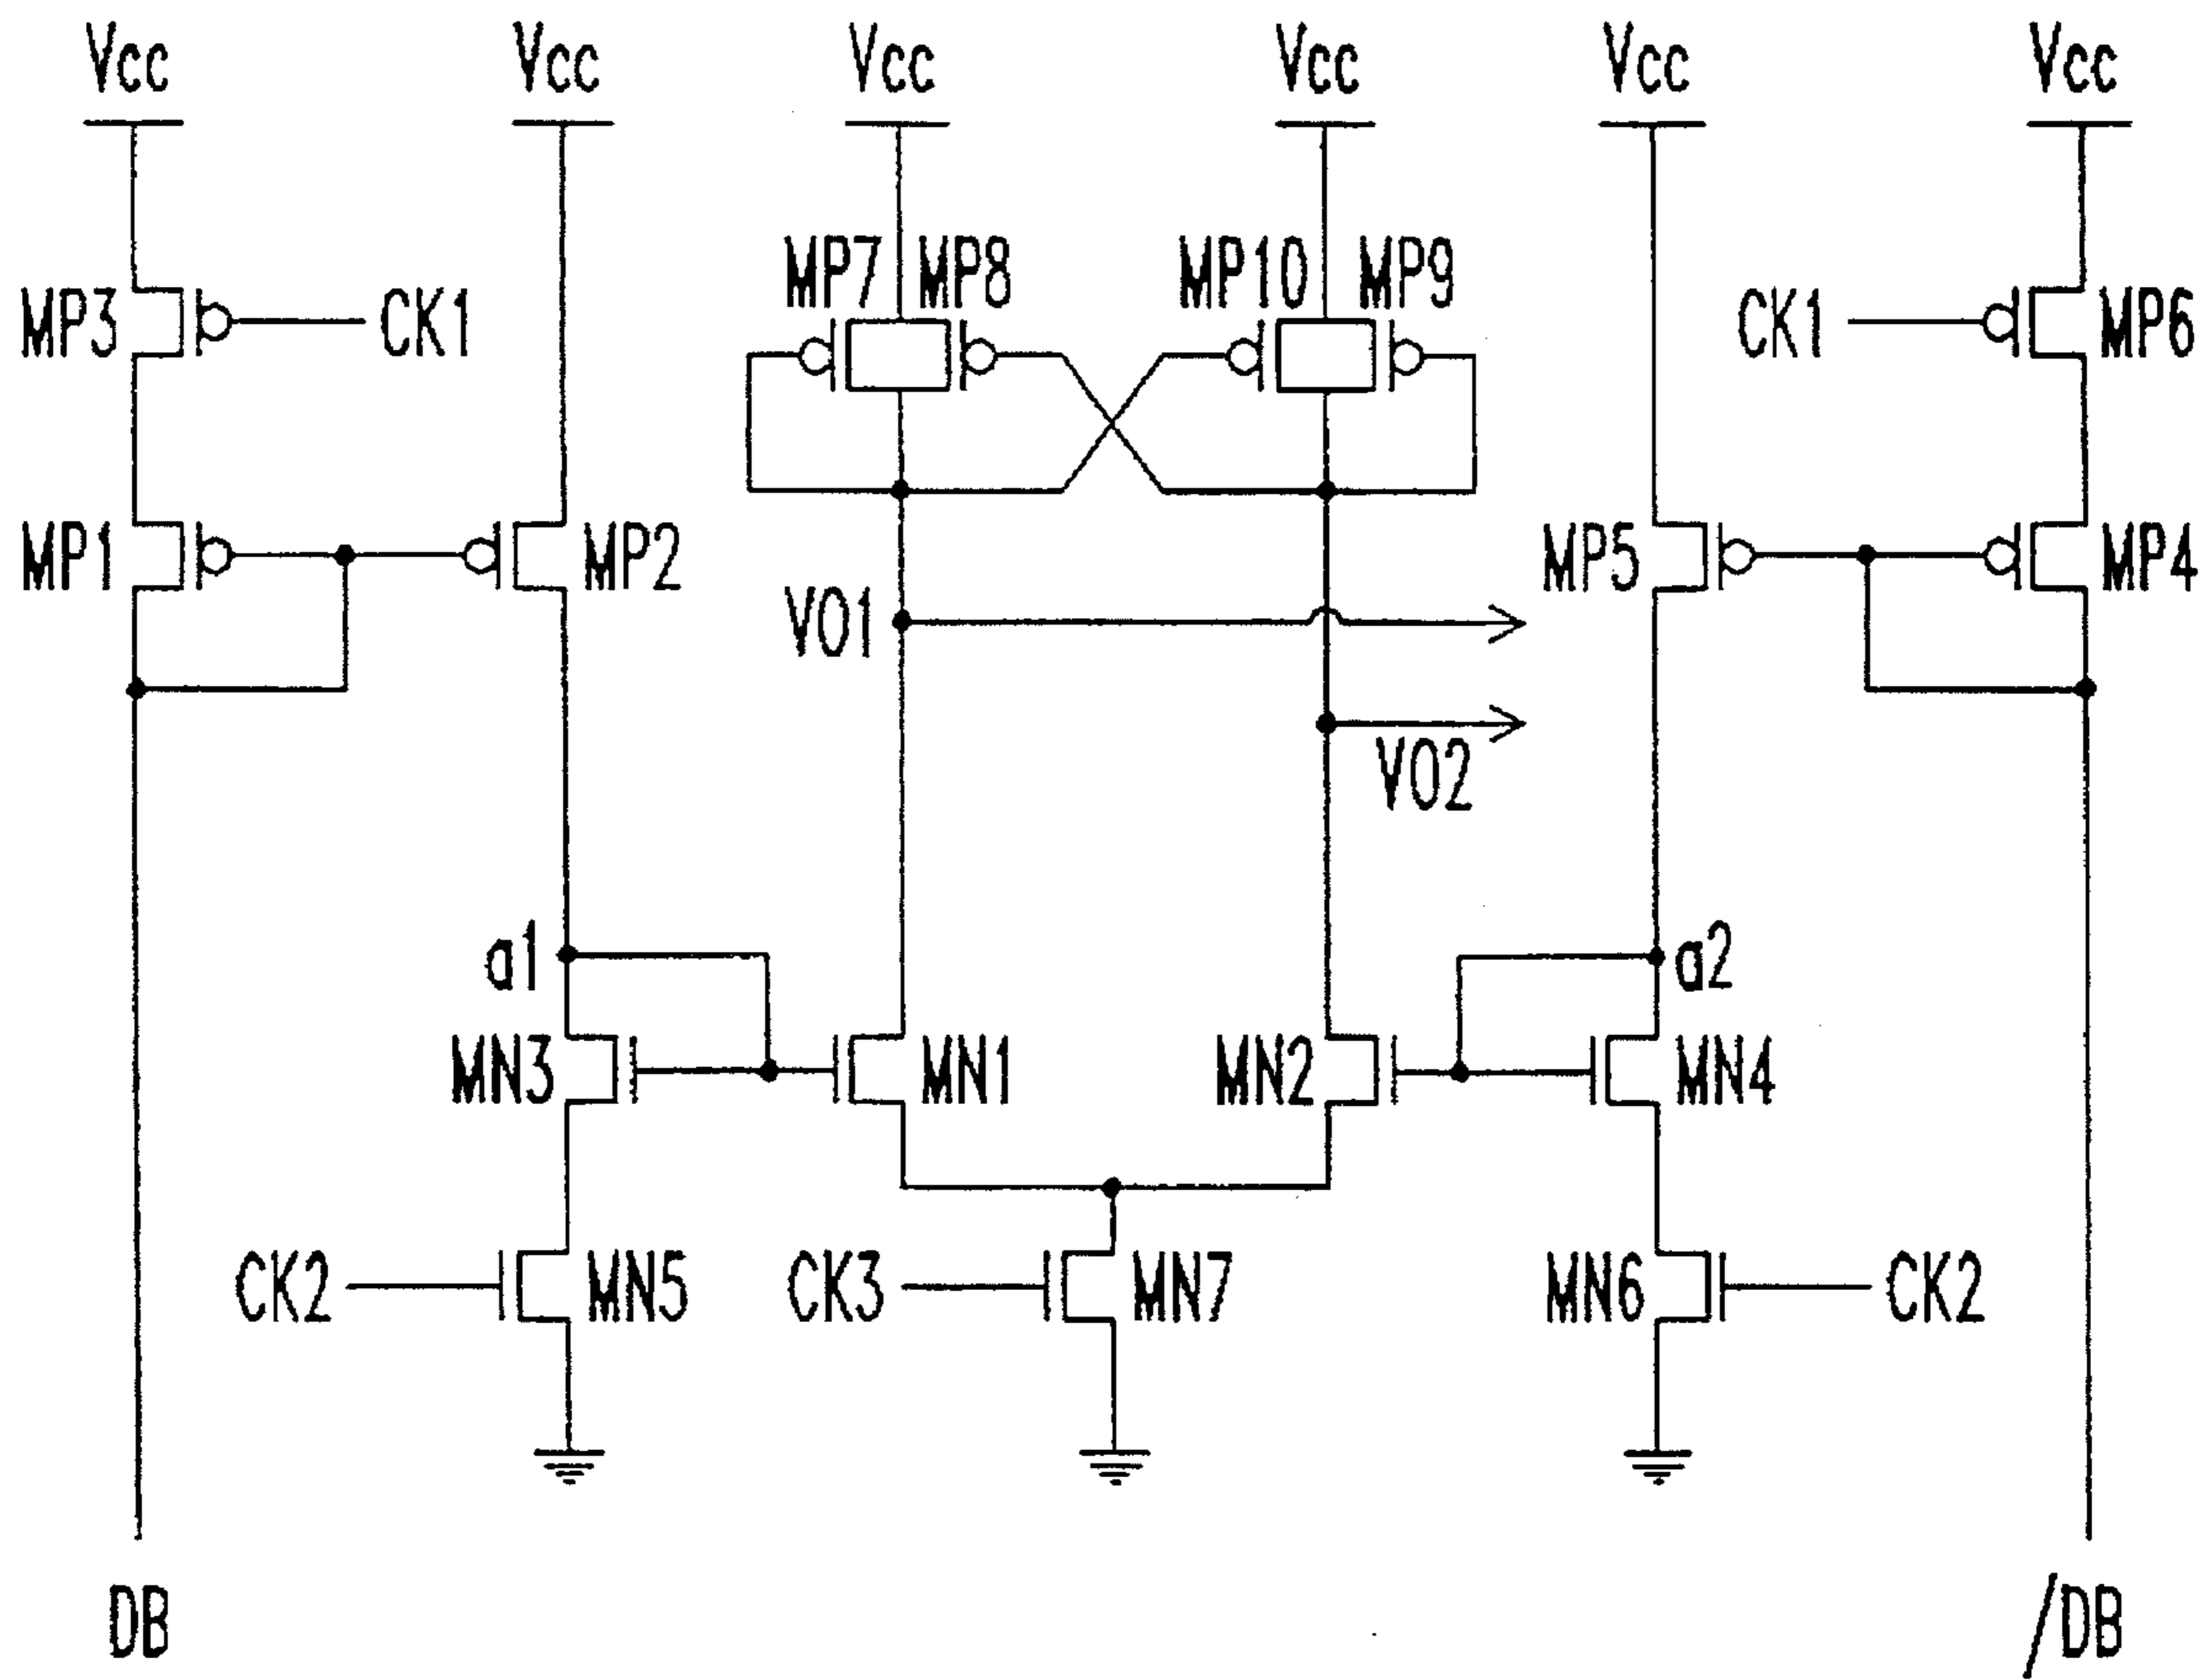 Vcc Vcc Vcc Vcc Vcc Vcc
MP7 MP8 MP10 MP9
MP3 CK1 CK1 MP6
MP1 MP2 MP5 MP4
VO1
VO2
a1 a2
MN3 MN1 MN2 MN4
CK2 MN5 CK3 MN7 MN6 CK2
DB /DB